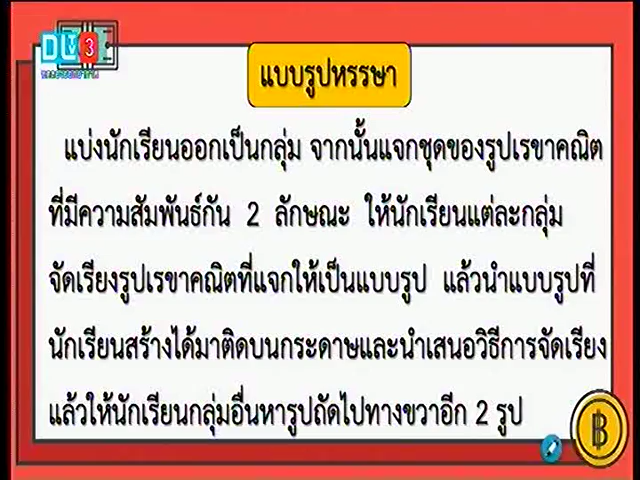 DLTV 3
แบบรูปหรรษา
แบ่งนักเรียนออกเป็นกลุ่ม จากนั้นแจกชุดของรูปเรขาคณิต
ที่มีความสัมพันธ์กัน 2 ลักษณะ ให้นักเรียนแต่ละกลุ่ม
จัดเรียงรูปเรขาคณิตที่แจกให้เป็นแบบรูป แล้วนำแบบรูปที่
นักเรียนสร้างได้มาติดบนกระดาษและนำเสนอวิธีการจัดเรียง
แล้วให้นักเรียนกลุ่มอื่นหารูปถัดไปทางขวาอีก 2 รูป
฿